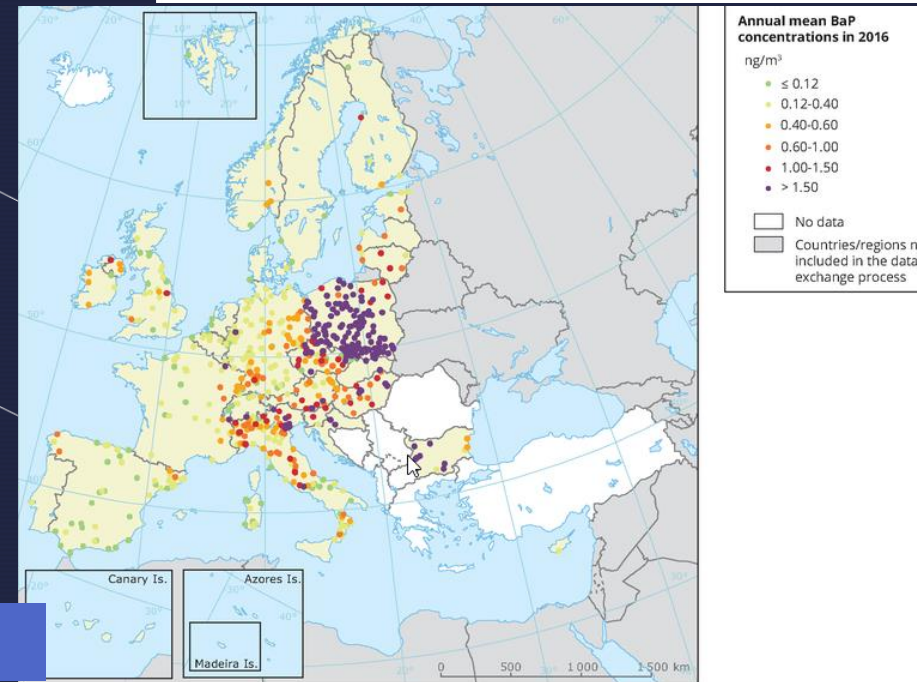 Annual mean BaP
concentrations in 2016
ng/m³
≤ 0.12
0.12-0.40
0.40-0.60
0.60-1.00
1.00-1.50
> 1.50
No data
Countries/regions n
included in the data
exchange process
Canary Is.
Azores Is.
Madeira Is.
0 500 1 000 1 500 km